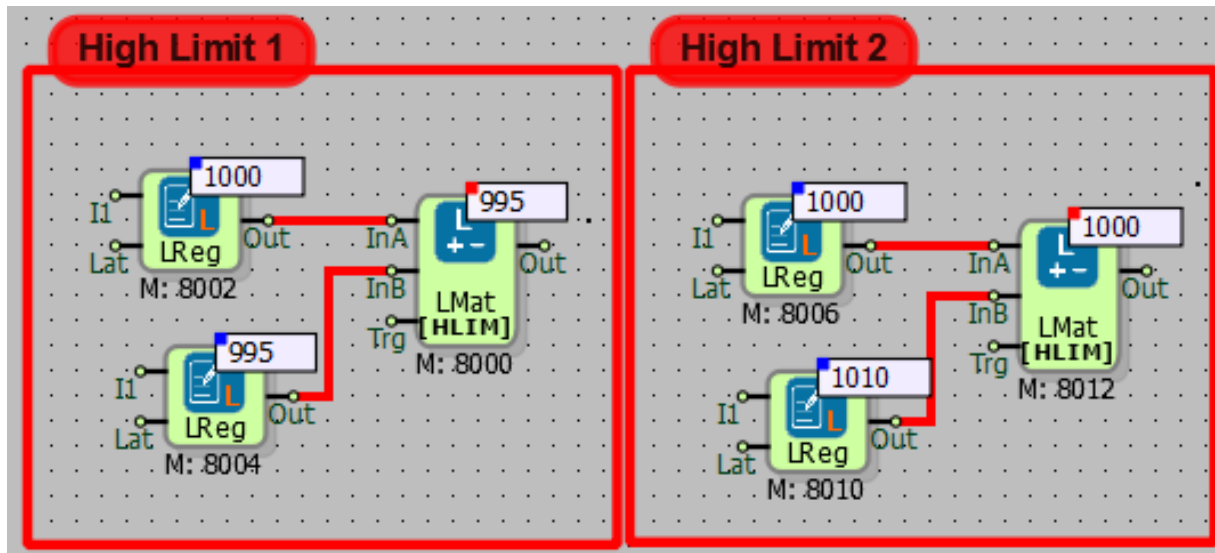 High Limit 1
1000
I1
Out
Lat
LReg
M: 8002
995
I1
Out
Lat
LReg
M: 8004
995
InA
InB
Trg
Out
LMat
[HLIM]
M: 8000
High Limit 2
1000
I1
Out
Lat
LReg
M: 8006
1010
I1
Out
Lat
LReg
M: 8010
1000
InA
InB
Trg
Out
LMat
[HLIM]
M: 8012
L
L
L
L
L
L